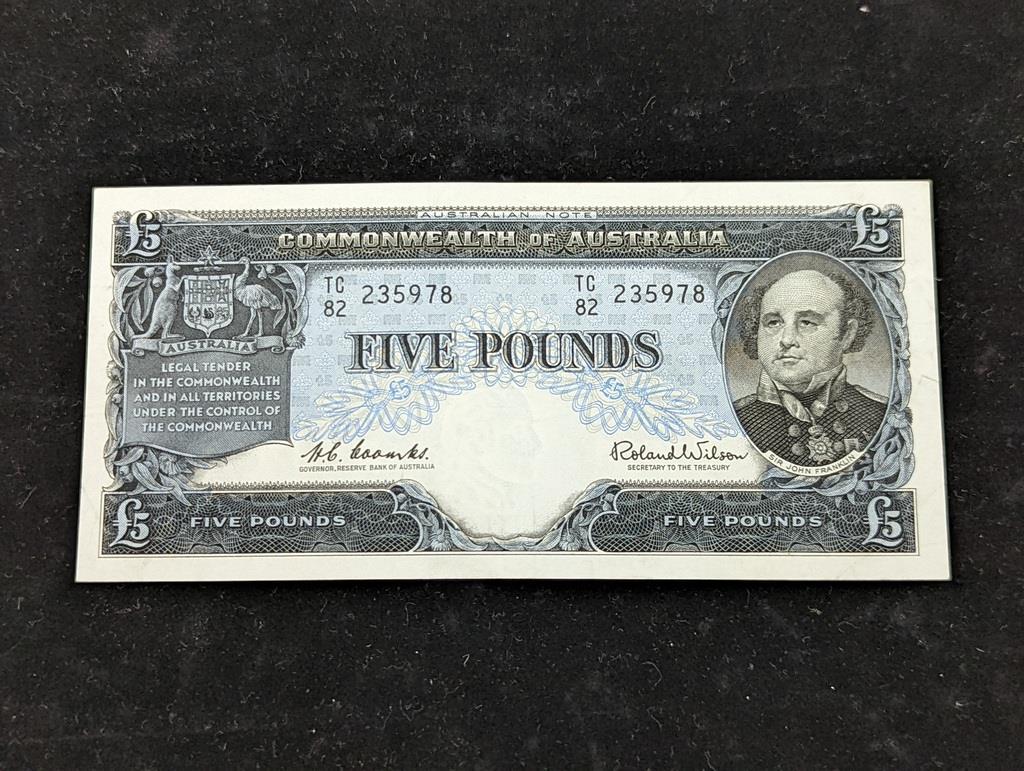 AUSTRALIAN NOTE
£5 COMMONWEALTH OF AUSTRALIA £5
TC 82 235978
TC 82 235978
FIVE POUNDS
AUSTRALIA
LEGAL TENDER
IN THE COMMONWEALTH
AND IN ALL TERRITORIES
UNDER THE CONTROL OF
THE COMMONWEALTH
£5 £5
H.C. Coombs.
GOVERNOR, RESERVE BANK OF AUSTRALIA
Roland Wilson
SECRETARY TO THE TREASURY
SIR JOHN FRANKLIN
£5 FIVE POUNDS FIVE POUNDS £5